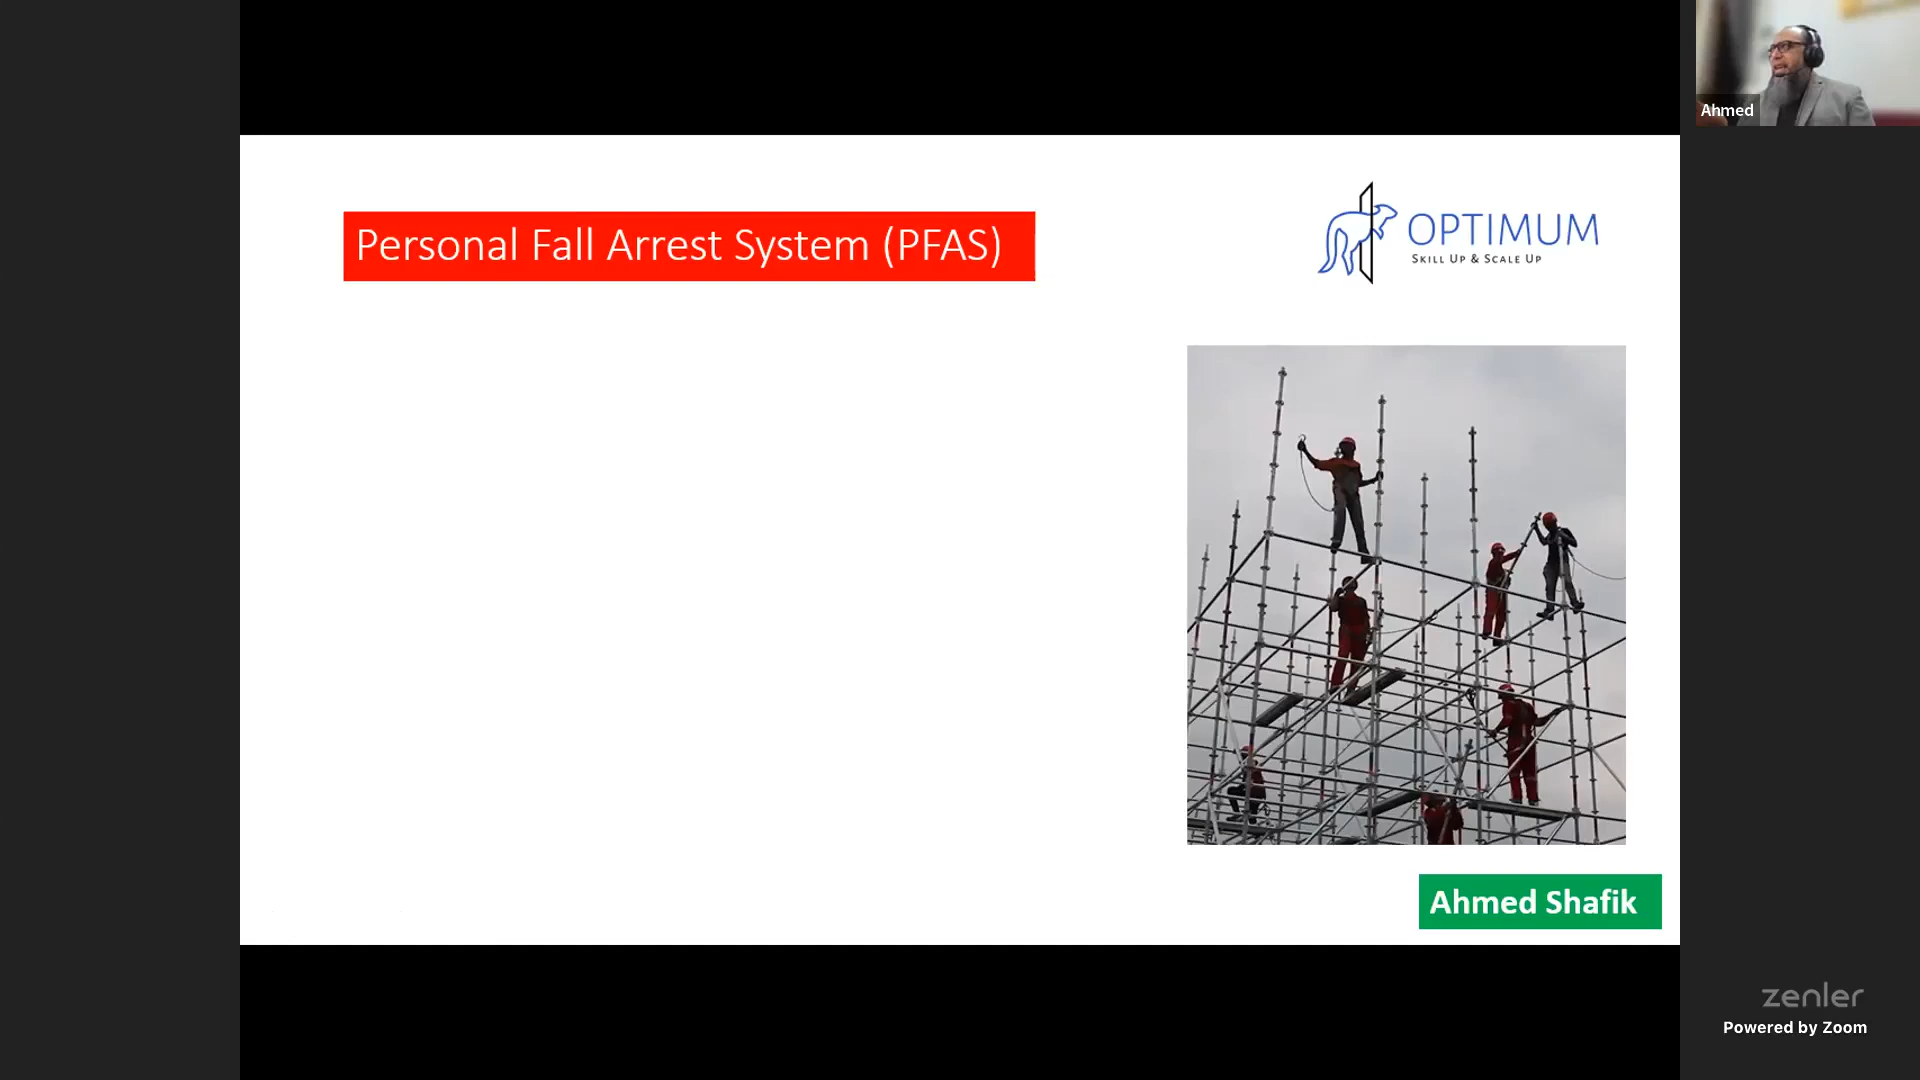 Ahmed
Personal Fall Arrest System (PFAS)
OPTIMUM
SKILL UP & SCALE UP
Ahmed Shafik
zenler
Powered by Zoom